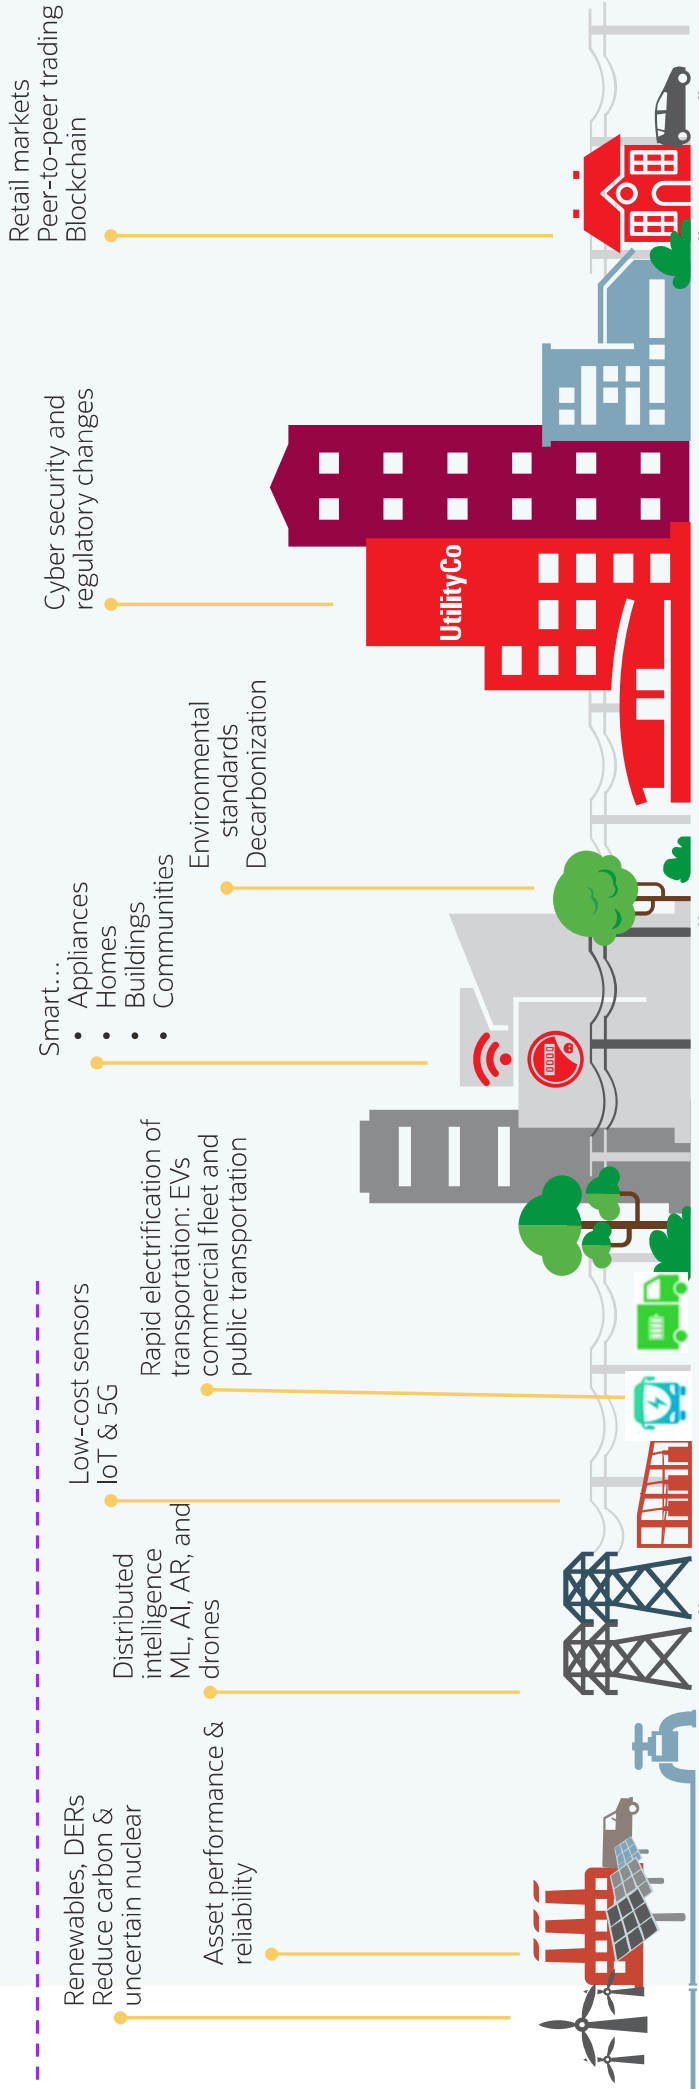 Renewables, DERs
Reduce carbon &
uncertain nuclear
Asset performance &
reliability
Distributed
intelligence
ML, AI, AR, and
drones
Low-cost sensors
IoT & 5G
Rapid electrification of
transportation: EVs
commercial fleet and
public transportation
Smart...
• Appliances
• Homes
• Buildings
• Communities
Environmental
standards
Decarbonization
Cyber security and
regulatory changes
UtilityCo
Retail markets
Peer-to-peer trading
Blockchain